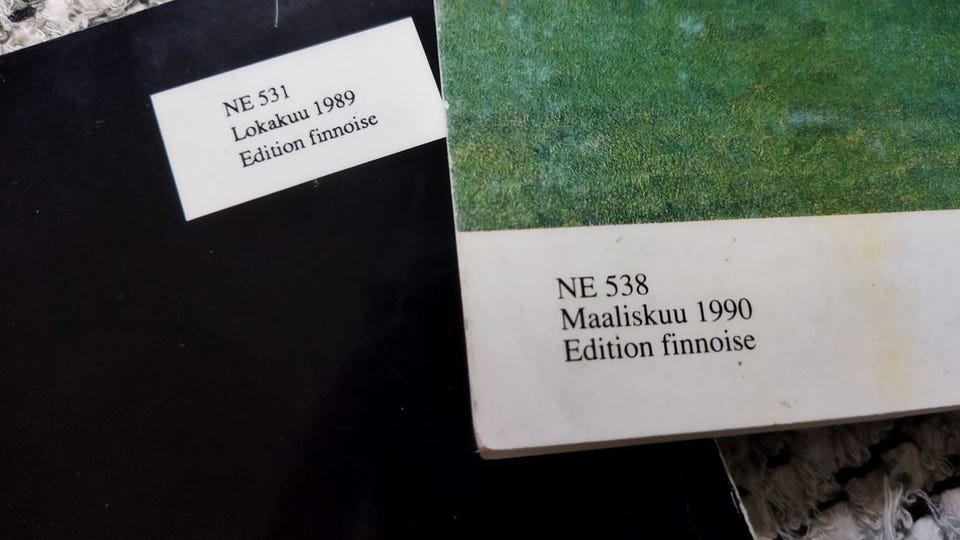 NE 531
Lokakuu 1989
Edition finnoise
NE 538
Maaliskuu 1990
Edition finnoise